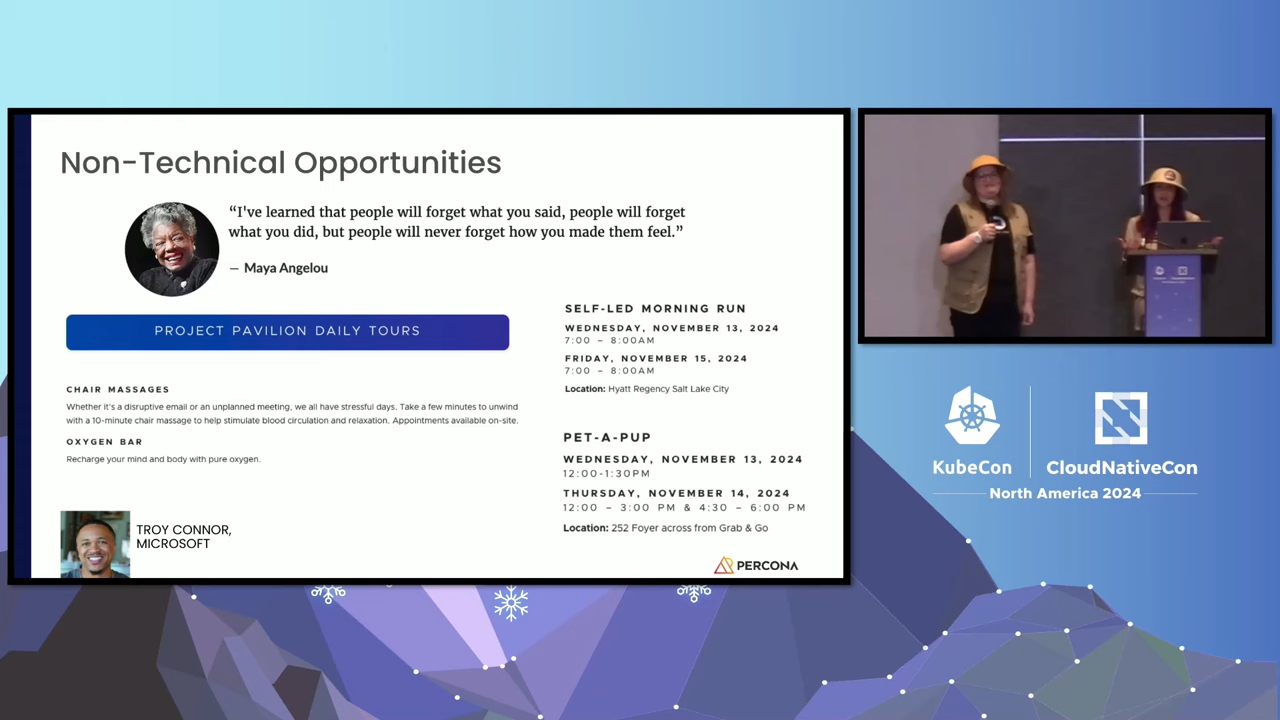 Non-Technical Opportunities
“I've learned that people will forget what you said, people will forget
what you did, but people will never forget how you made them feel.”
— Maya Angelou
PROJECT PAVILION DAILY TOURS
CHAIR MASSAGES
Whether it's a disruptive email or an unplanned meeting, we all have stressful days. Take a few minutes to unwind
with a 10-minute chair massage to help stimulate blood circulation and relaxation. Appointments available on-site.
OXYGEN BAR
Recharge your mind and body with pure oxygen.
TROY CONNOR,
MICROSOFT
SELF-LED MORNING RUN
WEDNESDAY, NOVEMBER 13, 2024
7:00 – 8:00AM
FRIDAY, NOVEMBER 15, 2024
7:00 – 8:00AM
Location: Hyatt Regency Salt Lake City
PET-A-PUP
WEDNESDAY, NOVEMBER 13, 2024
12:00-1:30PM
THURSDAY, NOVEMBER 14, 2024
12:00 – 3:00 PM & 4:30 – 6:00 PM
Location: 252 Foyer across from Grab & Go
PERCONA
KubeCon
CloudNativeCon
North America 2024